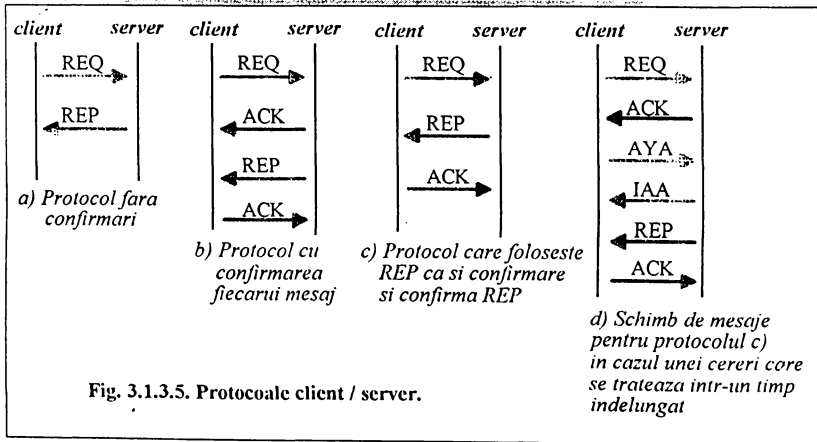 client server
REQ
REP
a) Protocol fara
confirmari
client server
REQ
ACK
REP
ACK
b) Protocol cu
confirmarea
fiecarui mesaj
client server
REQ
REP
ACK
c) Protocol care foloseste
REP ca si confirmare
si confirma REP
client server
REQ
ACK
AYA
IAA
REP
ACK
d) Schimb de mesaje
pentru protocolul c)
in cazul unei cereri care
se trateaza intr-un timp
indelungat
Fig. 3.1.3.5. Protocoale client / server.